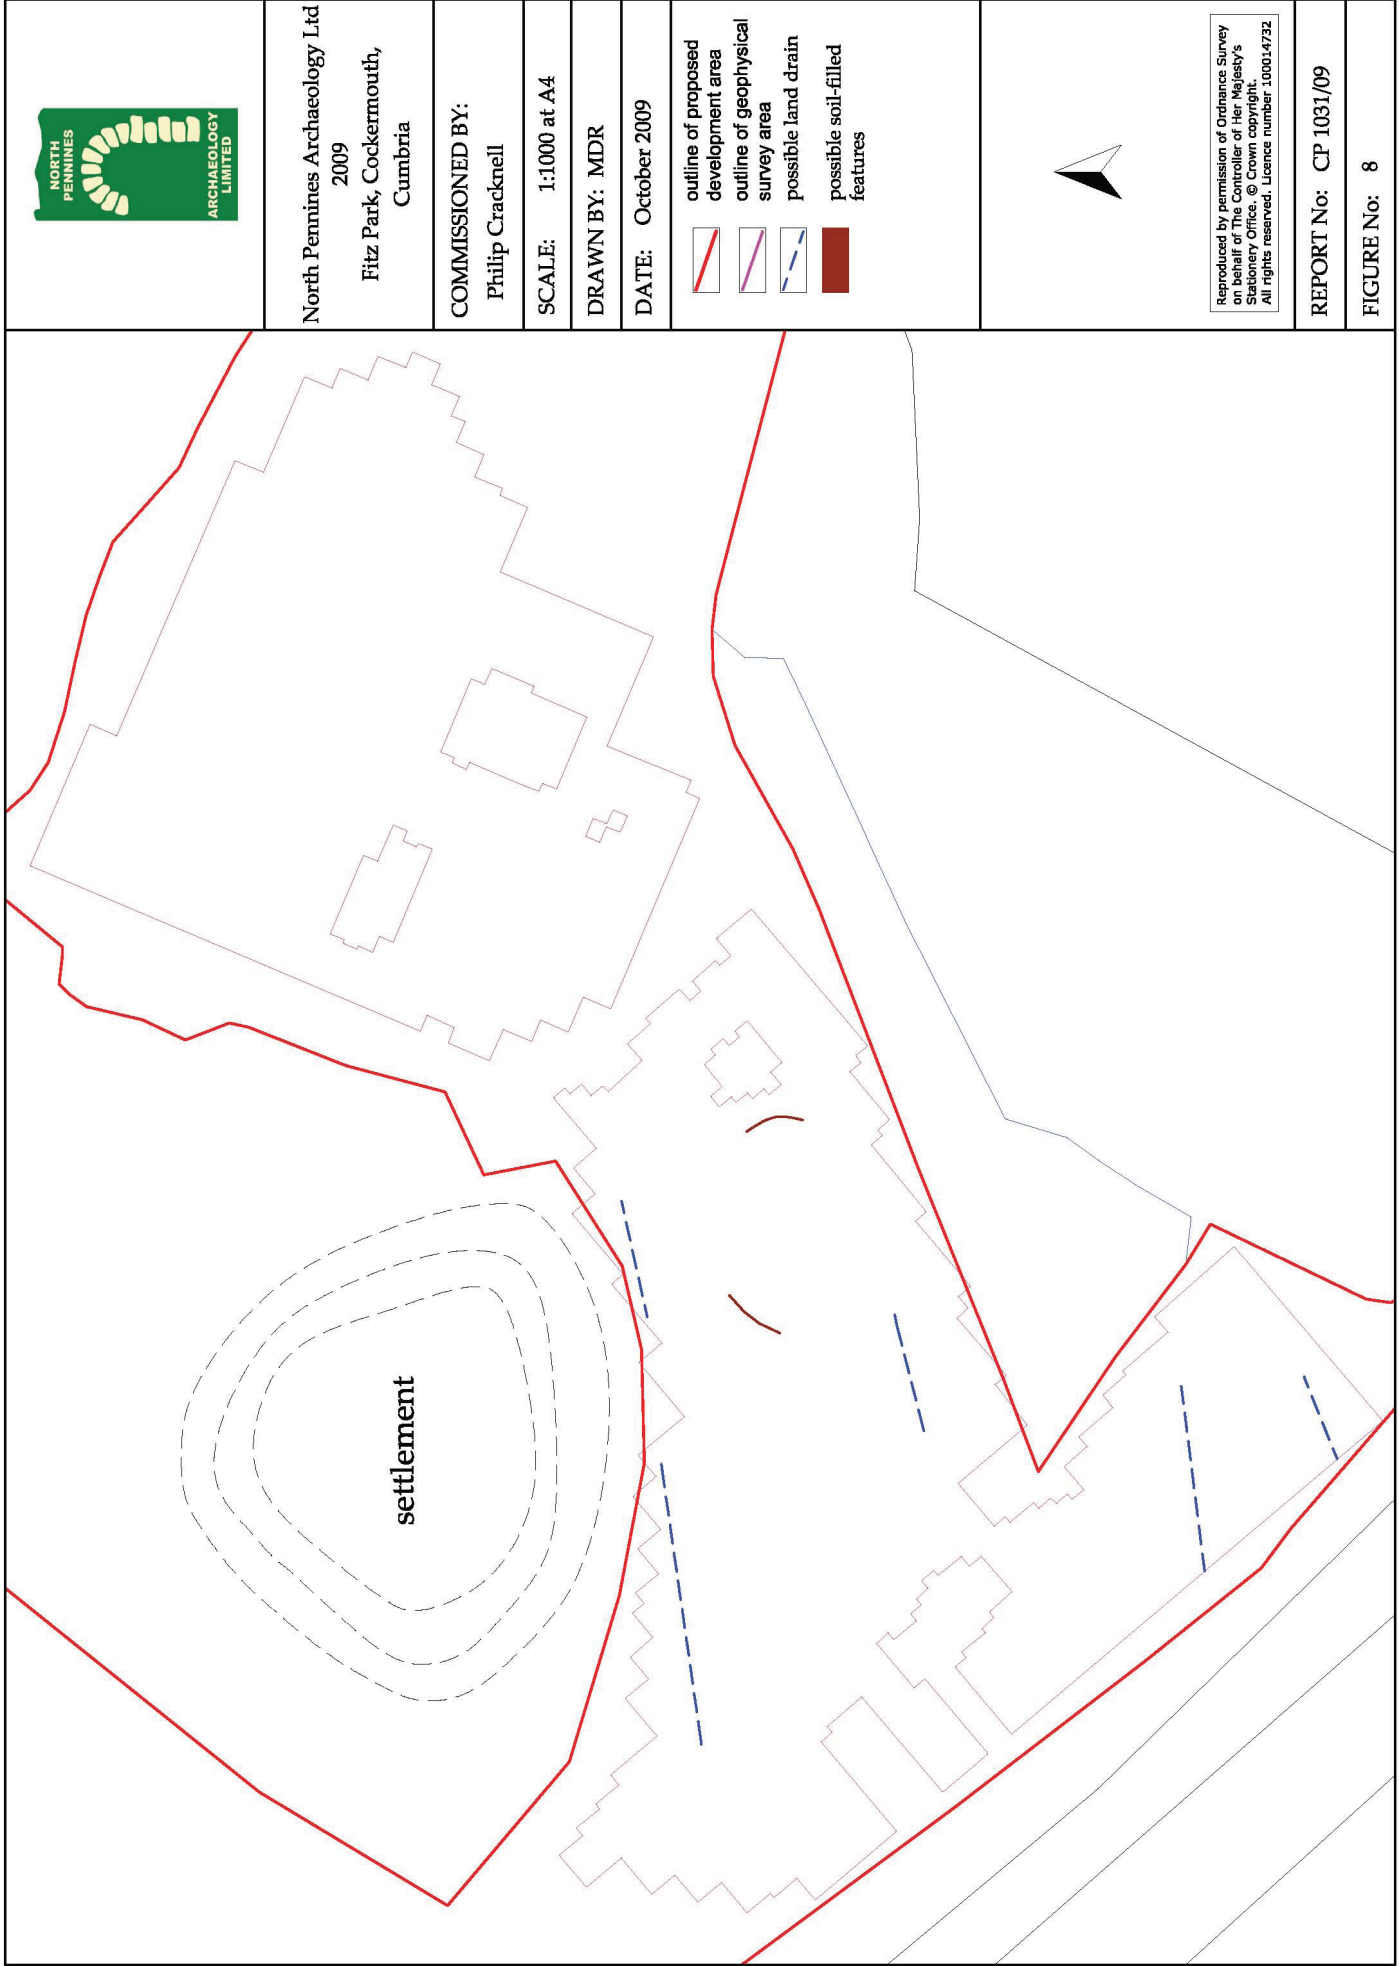 NORTH
PENNINES
ARCHAEOLOGY
LIMITED
North Pennines Archaeology Ltd
2009
Fitz Park, Cockermouth,
Cumbria
COMMISSIONED BY:
Philip Cracknell
SCALE: 1:1000 at A4
DRAWN BY: MDR
DATE: October 2009
outline of proposed
development area
outline of geophysical
survey area
possible land drain
possible soil-filled
features
Reproduced by permission of Ordnance Survey
on behalf of The Controller of Her Majesty's
Stationery Office. © Crown copyright.
All rights reserved. Licence number 100014732
REPORT No: CP 1031/09
FIGURE No: 8
settlement